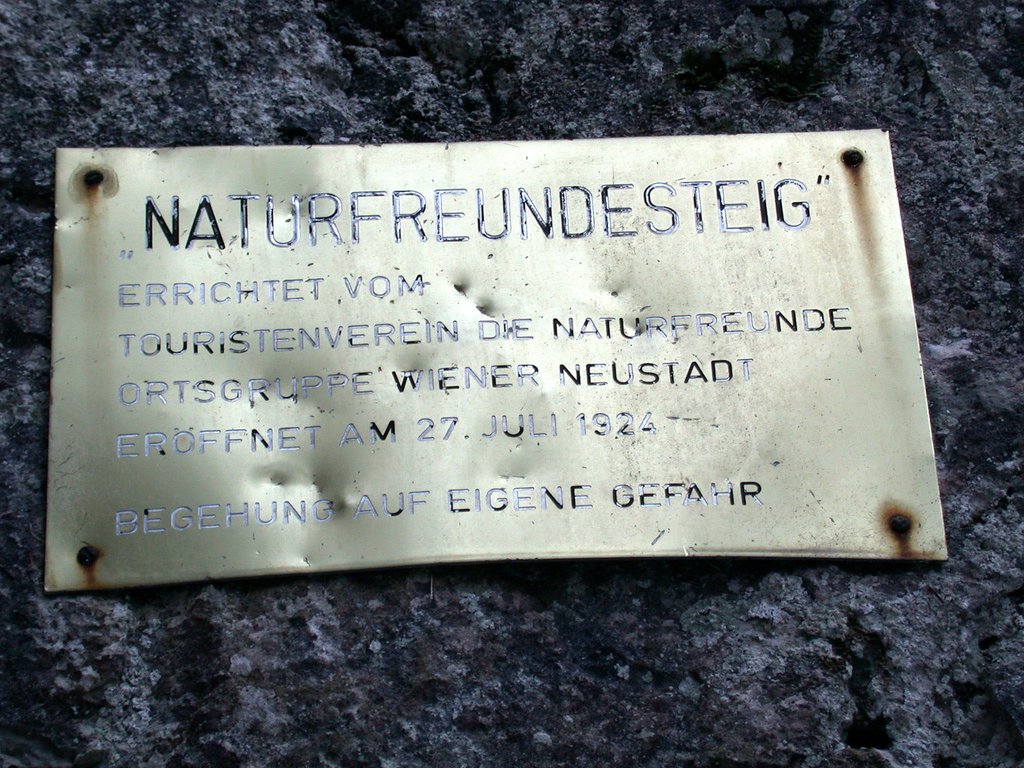 „NATURFREUNDESTEIG“
ERRICHTET VOM
TOURISTENVEREIN DIE NATURFREUNDE
ORTSGRUPPE WIENER NEUSTADT
ERÖFFNET AM 27. JULI 1924
BEGEHUNG AUF EIGENE GEFAHR